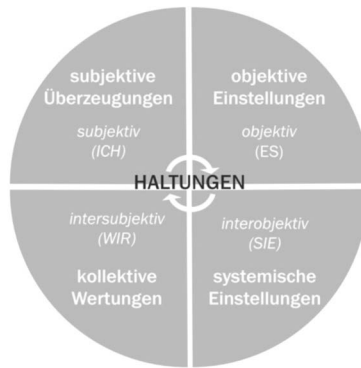 subjektive
Überzeugungen
subjektiv
(ICH)
objektive
Einstellungen
objektiv
(ES)
HALTUNGEN
intersubjektiv
(WIR)
kollektive
Wertungen
interobjektiv
(SIE)
systemische
Einstellungen